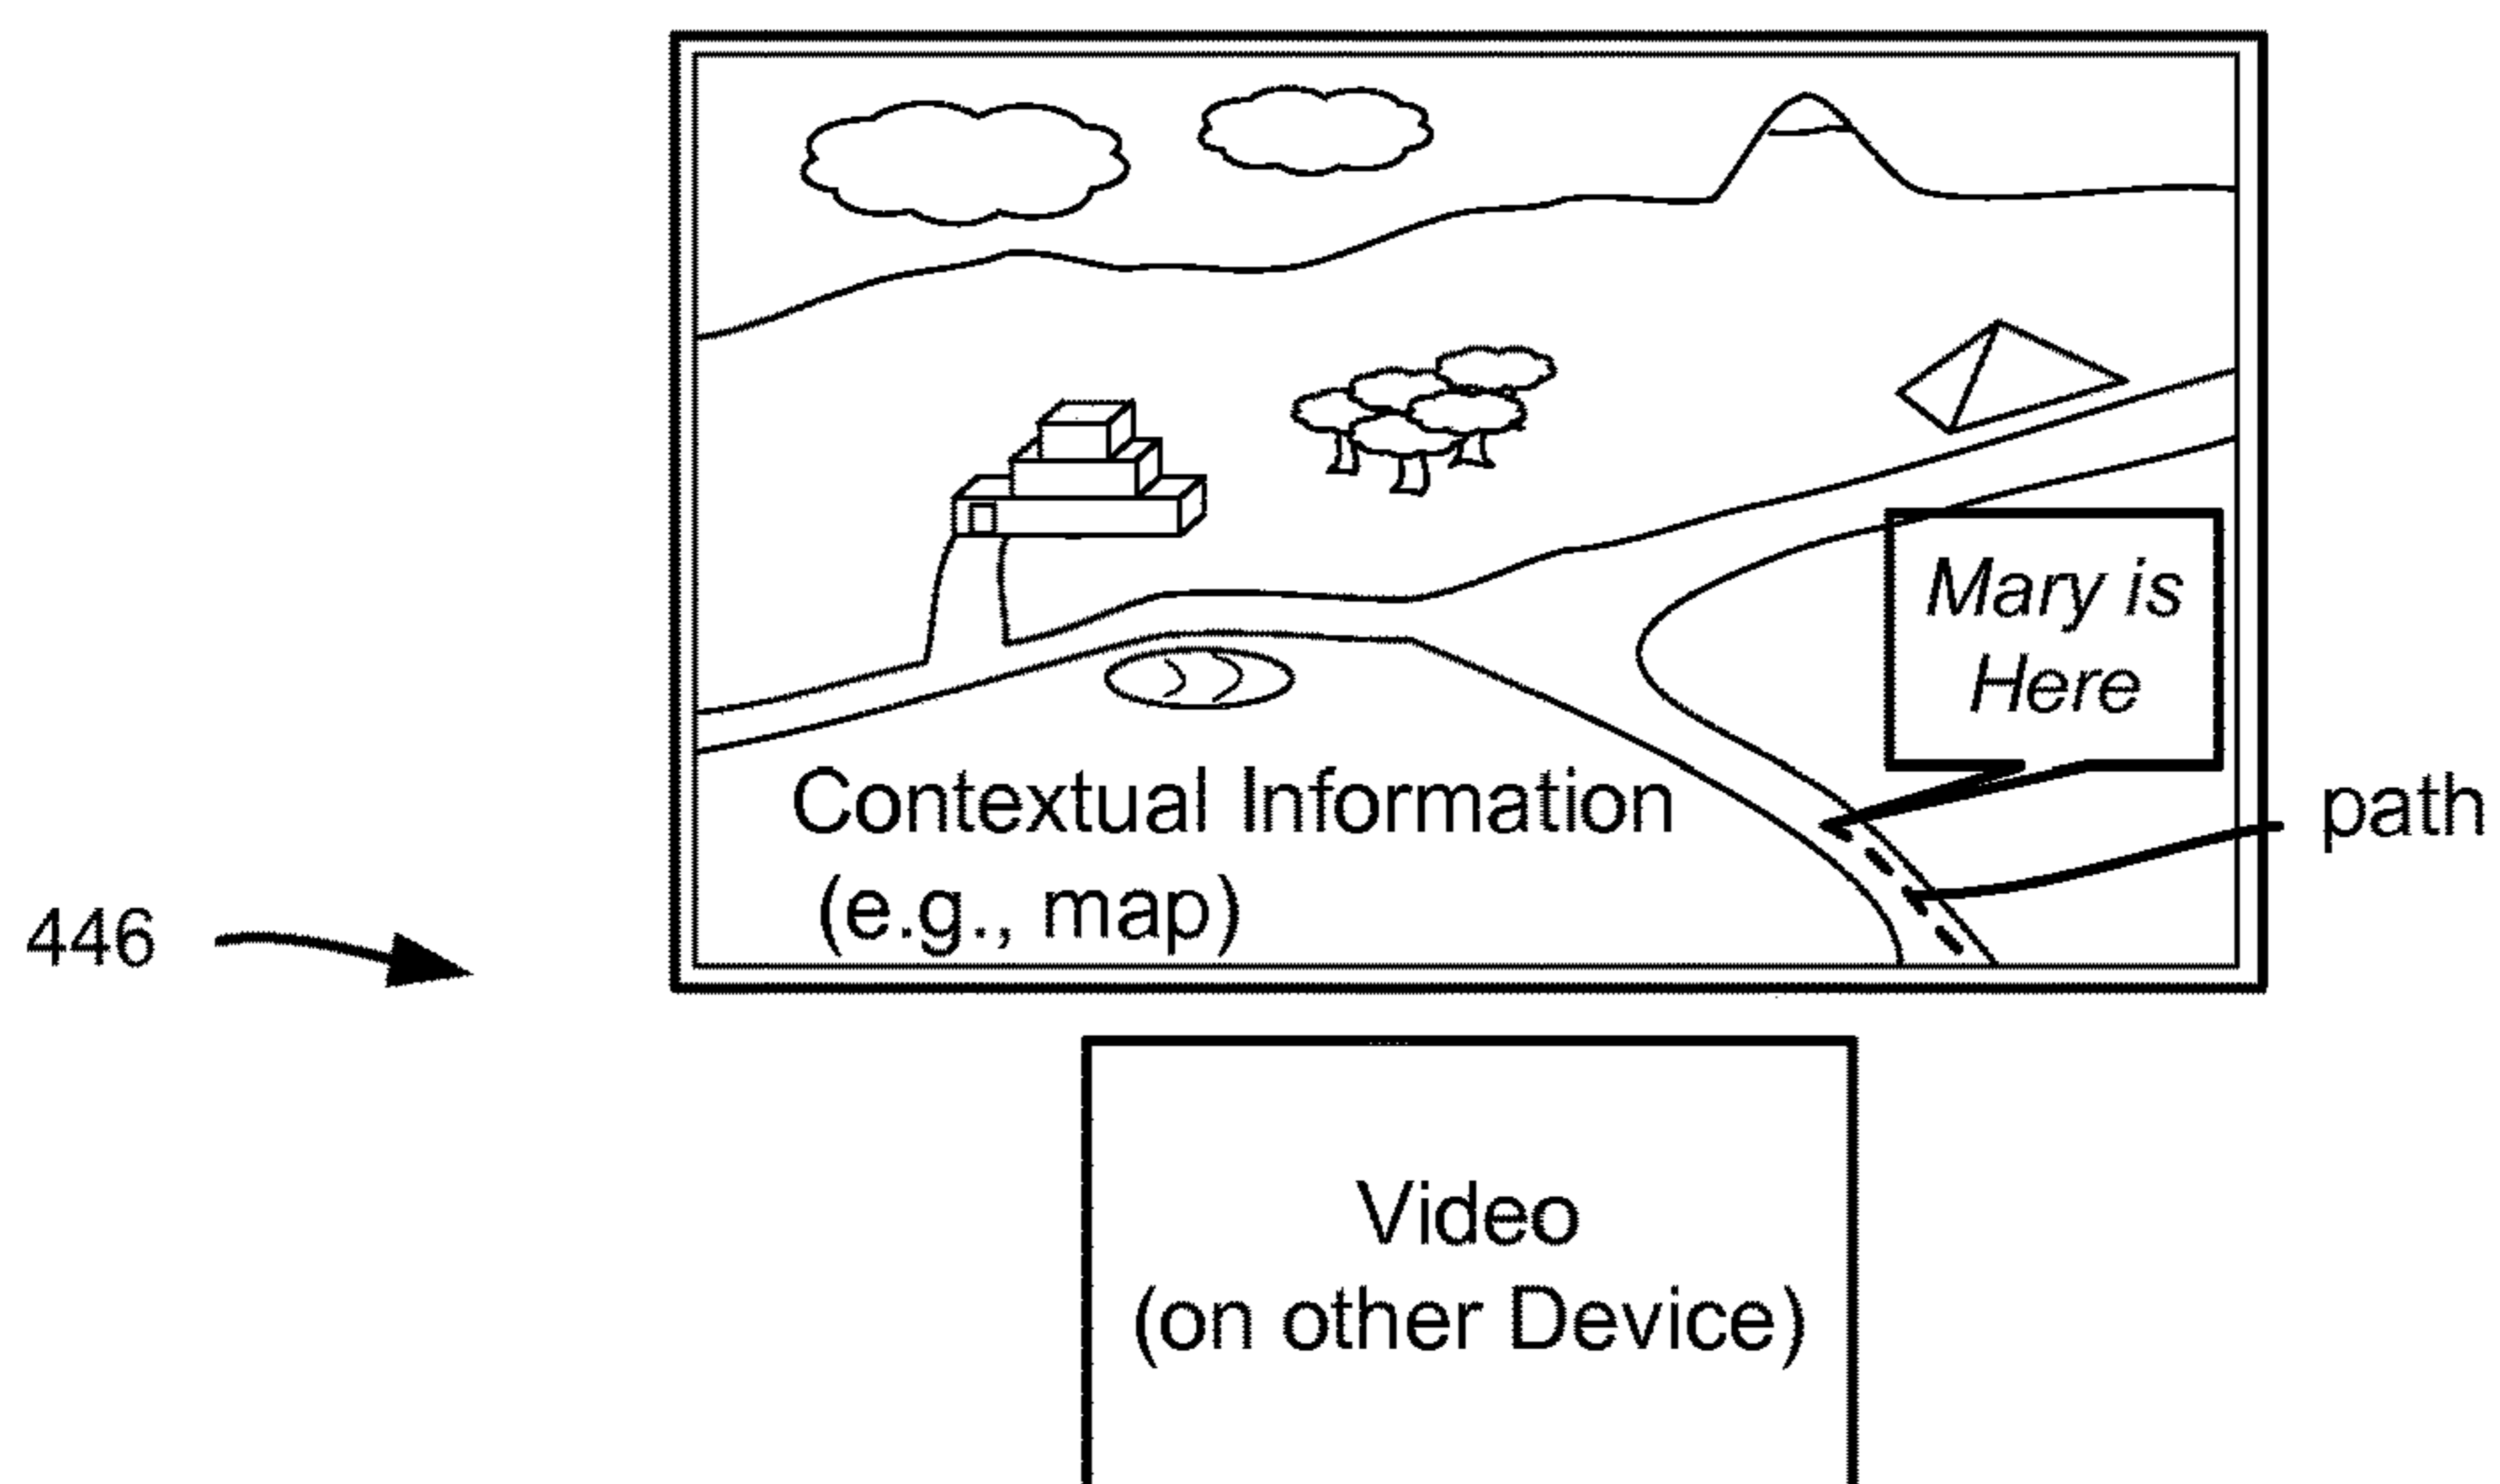 Mary is
Here
Contextual Information
(e.g., map)
path
446
Video
(on other Device)